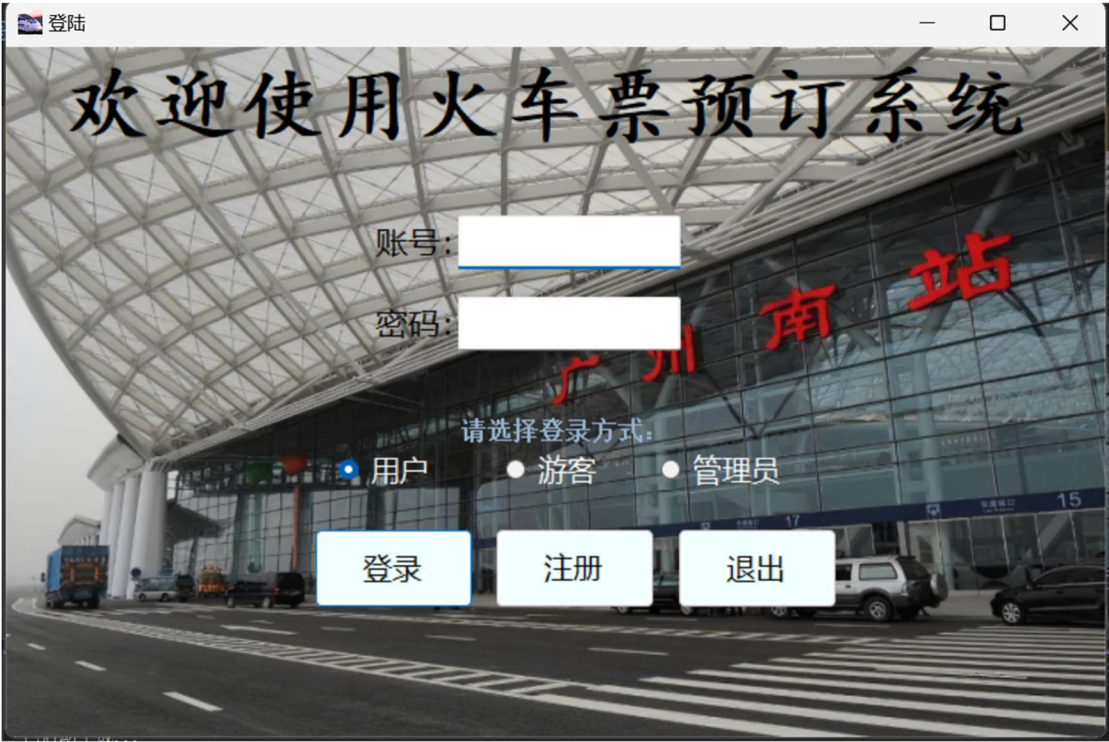 登陆
欢迎使用火车票预订系统
账号:
密码:
广州南站
请选择登录方式:
用户
游客
管理员
17
15
登录
注册
退出